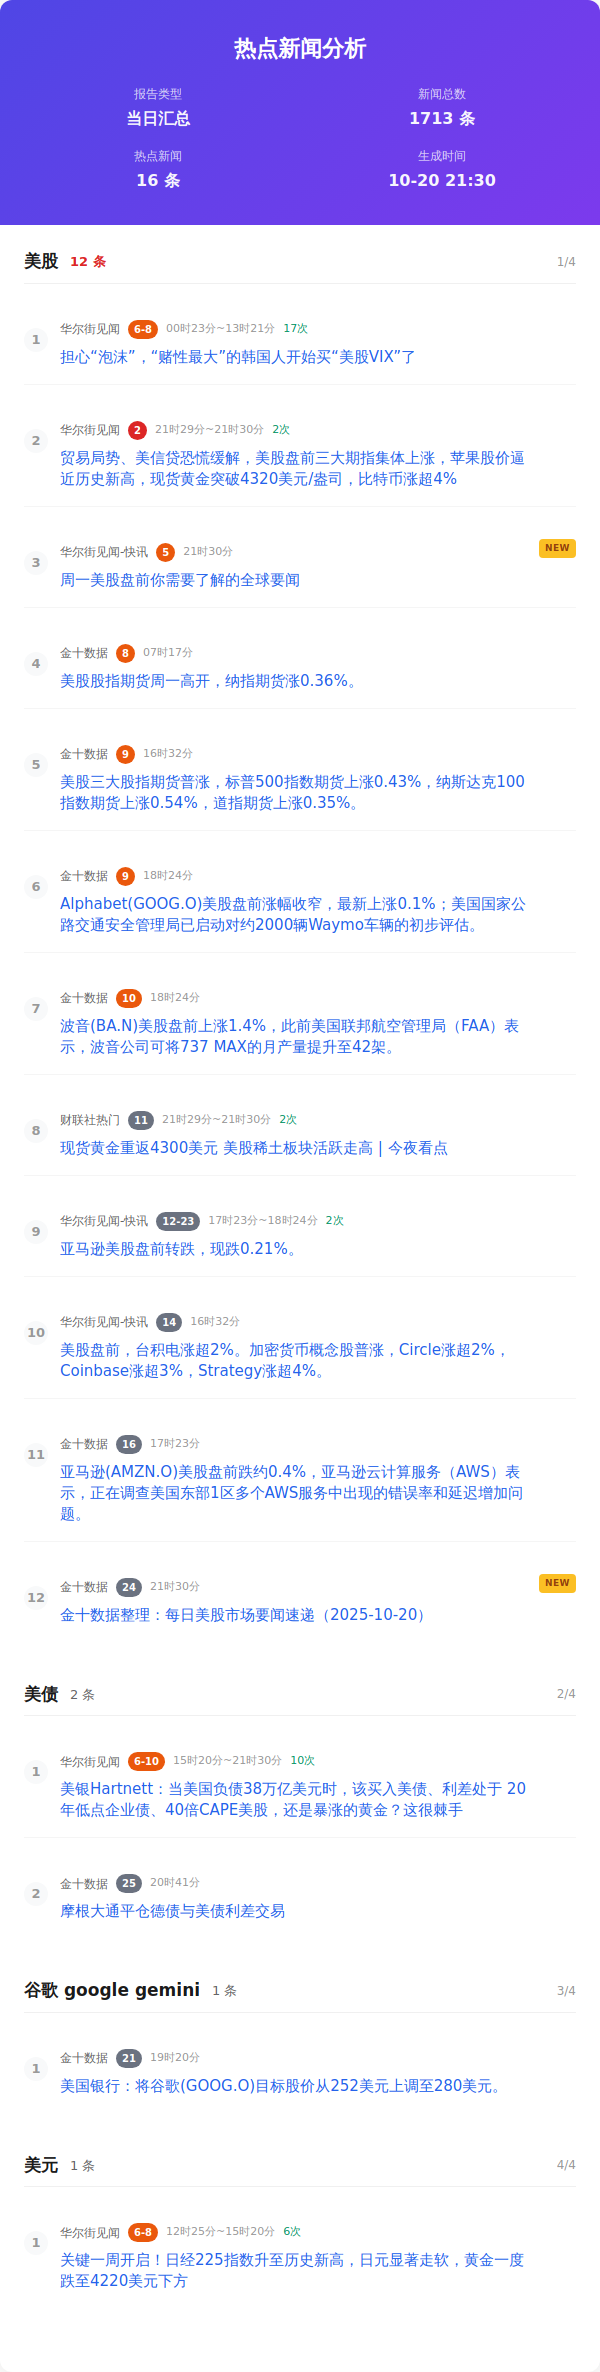 热点新闻分析
报告类型
新闻总数
当日汇总
1713 条
热点新闻
生成时间
16 条
10-20 21:30
美股 12 条 1/4
1
华尔街见闻 6-8 00时23分~13时21分 17次
担心“泡沫”，“赌性最大”的韩国人开始买“美股VIX”了
2
华尔街见闻 2 21时29分~21时30分 2次
贸易局势、美信贷恐慌缓解，美股盘前三大期指集体上涨，苹果股价逼
近历史新高，现货黄金突破4320美元/盎司，比特币涨超4%
3
华尔街见闻-快讯 5 21时30分 NEW
周一美股盘前你需要了解的全球要闻
4
金十数据 8 07时17分
美股股指期货周一高开，纳指期货涨0.36%。
5
金十数据 9 16时32分
美股三大股指期货普涨，标普500指数期货上涨0.43%，纳斯达克100
指数期货上涨0.54%，道指期货上涨0.35%。
6
金十数据 9 18时24分
Alphabet(GOOG.O)美股盘前涨幅收窄，最新上涨0.1%；美国国家公
路交通安全管理局已启动对约2000辆Waymo车辆的初步评估。
7
金十数据 10 18时24分
波音(BA.N)美股盘前上涨1.4%，此前美国联邦航空管理局（FAA）表
示，波音公司可将737 MAX的月产量提升至42架。
8
财联社热门 11 21时29分~21时30分 2次
现货黄金重返4300美元 美股稀土板块活跃走高 | 今夜看点
9
华尔街见闻-快讯 12-23 17时23分~18时24分 2次
亚马逊美股盘前转跌，现跌0.21%。
10
华尔街见闻-快讯 14 16时32分
美股盘前，台积电涨超2%。加密货币概念股普涨，Circle涨超2%，
Coinbase涨超3%，Strategy涨超4%。
11
金十数据 16 17时23分
亚马逊(AMZN.O)美股盘前跌约0.4%，亚马逊云计算服务（AWS）表
示，正在调查美国东部1区多个AWS服务中出现的错误率和延迟增加问
题。
12
金十数据 24 21时30分 NEW
金十数据整理：每日美股市场要闻速递（2025-10-20）
美债 2 条 2/4
1
华尔街见闻 6-10 15时20分~21时30分 10次
美银Hartnett：当美国负债38万亿美元时，该买入美债、利差处于 20
年低点企业债、40倍CAPE美股，还是暴涨的黄金？这很棘手
2
金十数据 25 20时41分
摩根大通平仓德债与美债利差交易
谷歌 google gemini 1 条 3/4
1
金十数据 21 19时20分
美国银行：将谷歌(GOOG.O)目标股价从252美元上调至280美元。
美元 1 条 4/4
1
华尔街见闻 6-8 12时25分~15时20分 6次
关键一周开启！日经225指数升至历史新高，日元显著走软，黄金一度
跌至4220美元下方